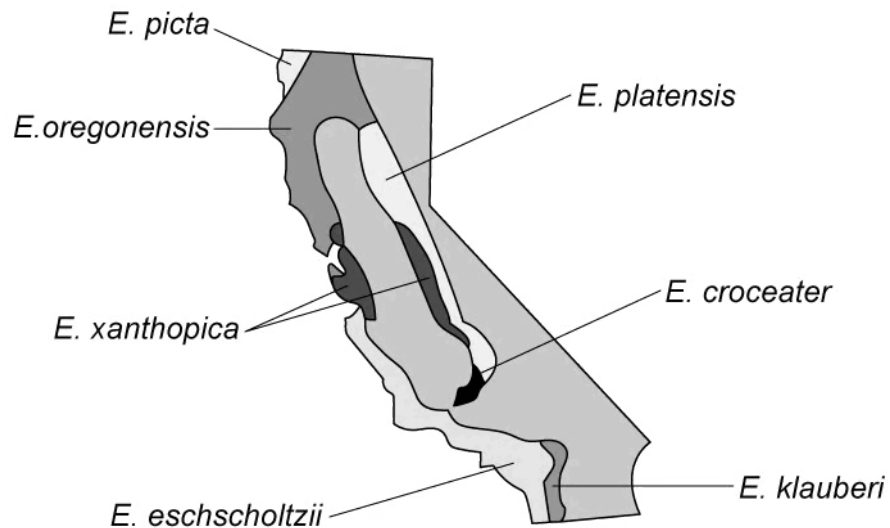 E. picta
E. platensis
E.oregonensis
E. croceater
E. xanthopica
E. klauberi
E. eschscholtzii